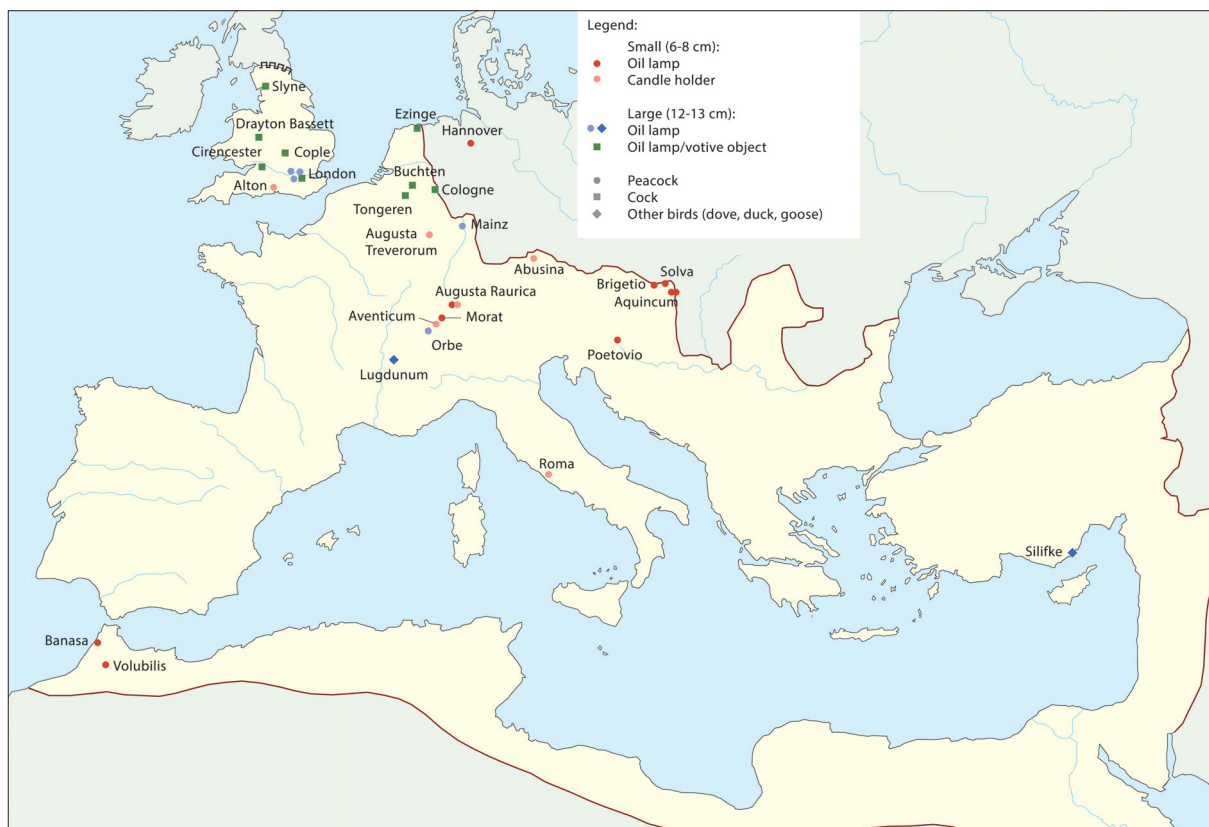 Legend:
Small (6-8 cm):
Oil lamp
Candle holder
Large (12-13 cm):
Oil lamp
Oil lamp/votive object
Peacock
Cock
Other birds (dove, duck, goose)
Slyne
Drayton Bassett
Cirencester
Cople
London
Alton
Ezinge
Hannover
Buchten
Cologne
Tongeren
Mainz
Augusta
Treverorum
Abusina
Solva
Brigetio
Aquincum
Augusta Raurica
Aventicum
Morat
Orbe
Poetovio
Lugdunum
Roma
Silifke
Banasa
Volubilis